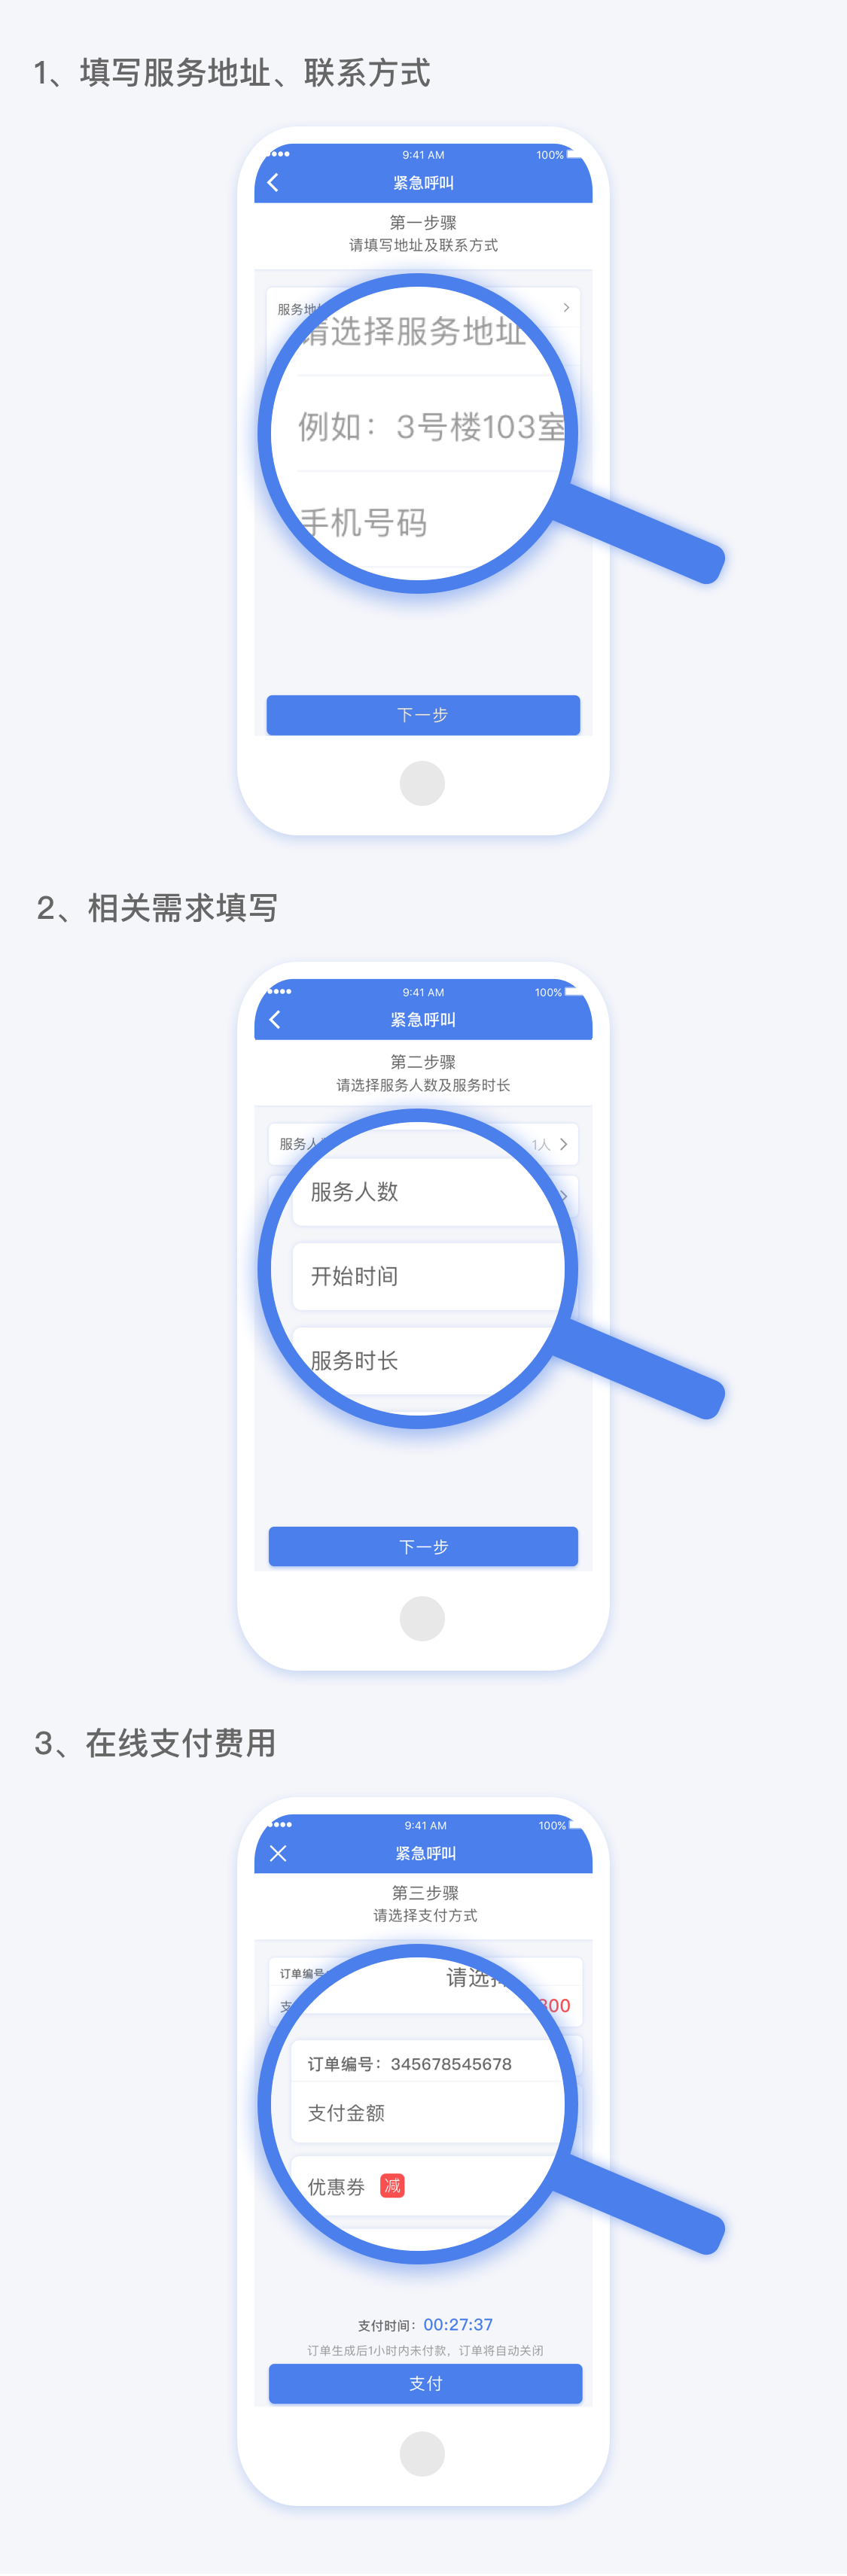 1、填写服务地址、联系方式
9:41 AM 100%
紧急呼叫
第一步骤
请填写地址及联系方式
服务地
请选择服务地址
例如：3号楼103室
手机号码
下一步
2、相关需求填写
9:41 AM 100%
紧急呼叫
第二步骤
请选择服务人数及服务时长
服务人 1人
服务人数
开始时间
服务时长
下一步
3、在线支付费用
9:41 AM 100%
紧急呼叫
第三步骤
请选择支付方式
订单编号
请选择
支 300
订单编号：345678545678
支付金额
优惠券 减
支付时间：00:27:37
订单生成后1小时内未付款，订单将自动关闭
支付